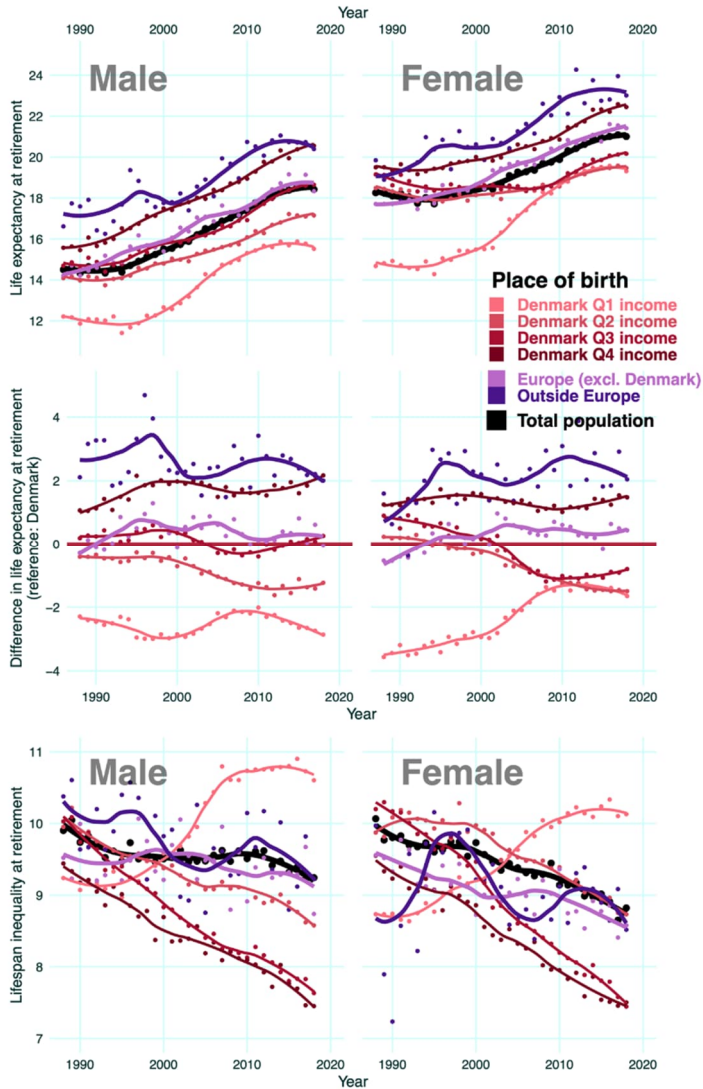 Year
1990 2000 2010 2020 1990 2000 2010 2020
Male Female
Life expectancy at retirement
24
22
20
18
16
14
12
Place of birth
Denmark Q1 income
Denmark Q2 income
Denmark Q3 income
Denmark Q4 income
Europe (excl. Denmark)
Outside Europe
Total population
Difference in life expectancy at retirement
(reference: Denmark)
4
2
0
−2
−4
1990 2000 2010 2020 1990 2000 2010 2020
Year
Male Female
Lifespan inequality at retirement
11
10
9
8
7
1990 2000 2010 2020 1990 2000 2010 2020
Year